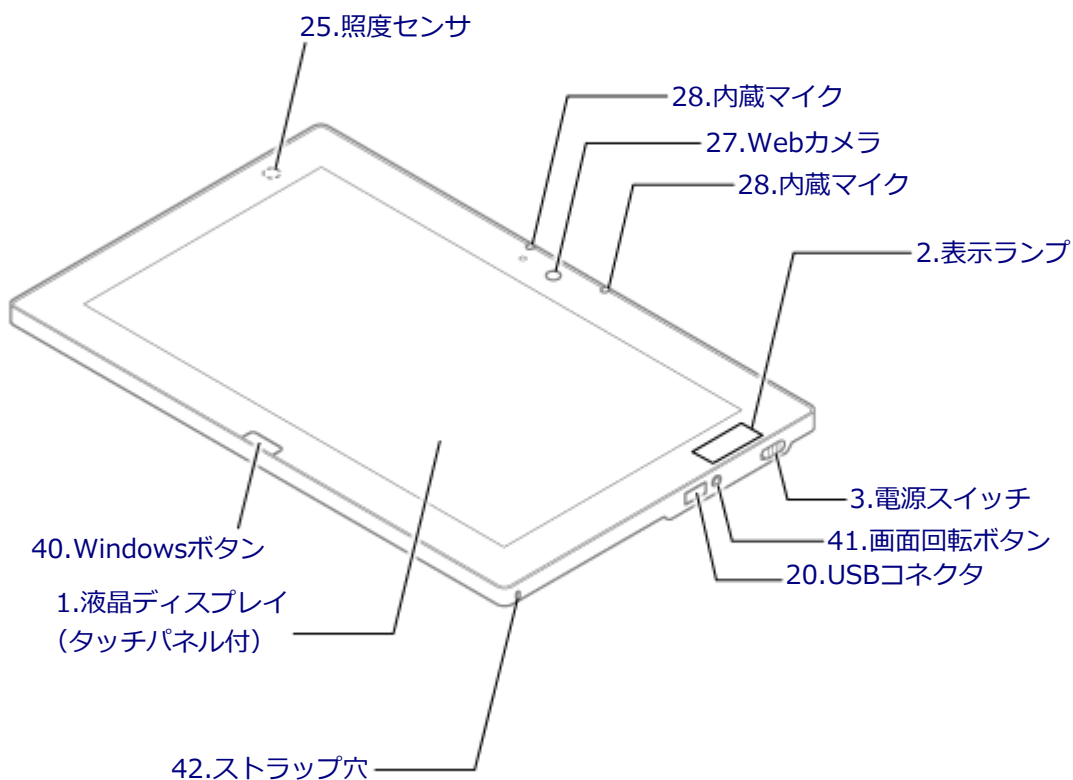 25.照度センサ
28.内蔵マイク
27.Webカメラ
28.内蔵マイク
2.表示ランプ
3.電源スイッチ
41.画面回転ボタン
20.USBコネクタ
40.Windowsボタン
1.液晶ディスプレイ
（タッチパネル付）
42.ストラップ穴